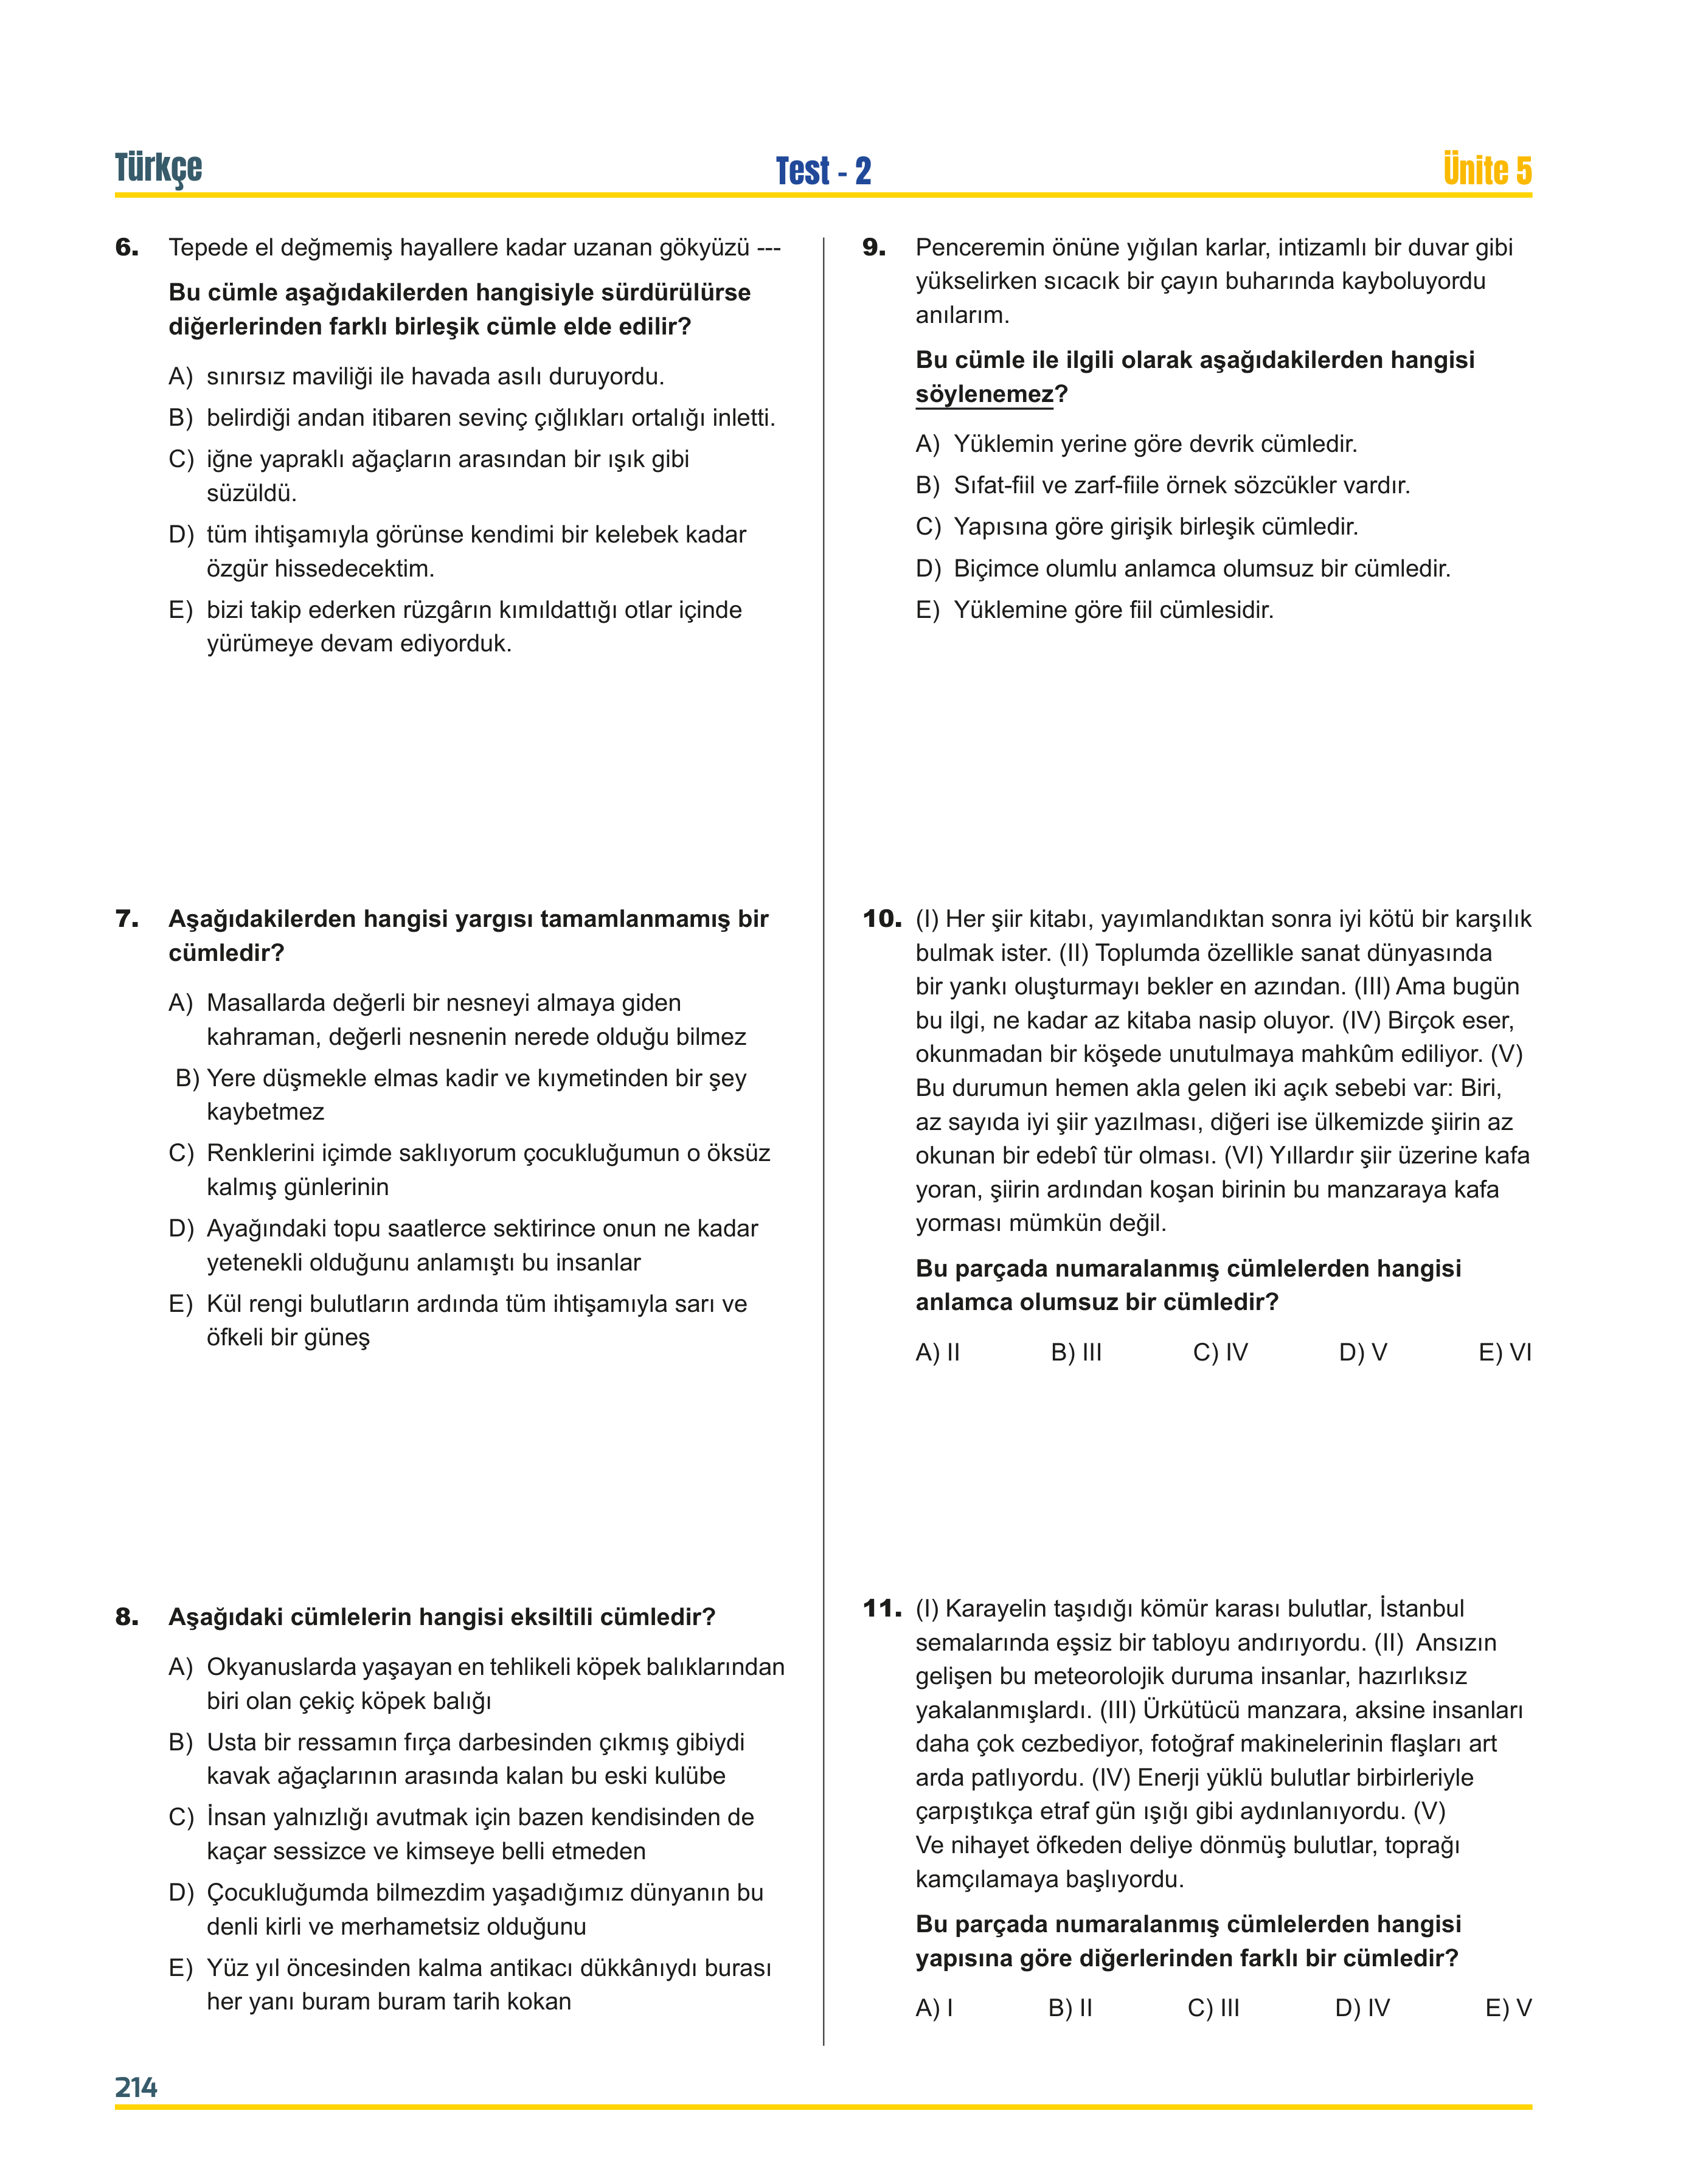 Türkçe
Test - 2
Ünite 5
6. Tepede el değmemiş hayallere kadar uzanan gökyüzü ---
Bu cümle aşağıdakilerden hangisiyle sürdürülürse
diğerlerinden farklı birleşik cümle elde edilir?
A) sınırsız maviliği ile havada asılı duruyordu.
B) belirdiği andan itibaren sevinç çığlıkları ortalığı inletti.
C) iğne yapraklı ağaçların arasından bir ışık gibi
süzüldü.
D) tüm ihtişamıyla görünse kendimi bir kelebek kadar
özgür hissedecektim.
E) bizi takip ederken rüzgârın kımıldattığı otlar içinde
yürümeye devam ediyorduk.
7. Aşağıdakilerden hangisi yargısı tamamlanmamış bir
cümledir?
A) Masallarda değerli bir nesneyi almaya giden
kahraman, değerli nesnenin nerede olduğu bilmez
B) Yere düşmekle elmas kadir ve kıymetinden bir şey
kaybetmez
C) Renklerini içimde saklıyorum çocukluğumun o öksüz
kalmış günlerinin
D) Ayağındaki topu saatlerce sektirince onun ne kadar
yetenekli olduğunu anlamıştı bu insanlar
E) Kül rengi bulutların ardında tüm ihtişamıyla sarı ve
öfkeli bir güneş
8. Aşağıdaki cümlelerin hangisi eksiltili cümledir?
A) Okyanuslarda yaşayan en tehlikeli köpek balıklarından
biri olan çekiç köpek balığı
B) Usta bir ressamın fırça darbesinden çıkmış gibiydi
kavak ağaçlarının arasında kalan bu eski kulübe
C) İnsan yalnızlığı avutmak için bazen kendisinden de
kaçar sessizce ve kimseye belli etmeden
D) Çocukluğumda bilmezdim yaşadığımız dünyanın bu
denli kirli ve merhametsiz olduğunu
E) Yüz yıl öncesinden kalma antikacı dükkânıydı burası
her yanı buram buram tarih kokan
9. Penceremin önüne yığılan karlar, intizamlı bir duvar gibi
yükselirken sıcacık bir çayın buharında kayboluyordu
anılarım.
Bu cümle ile ilgili olarak aşağıdakilerden hangisi
söylenemez?
A) Yüklemin yerine göre devrik cümledir.
B) Sıfat-fiil ve zarf-fiile örnek sözcükler vardır.
C) Yapısına göre girişik birleşik cümledir.
D) Biçimce olumlu anlamca olumsuz bir cümledir.
E) Yüklemine göre fiil cümlesidir.
10. (I) Her şiir kitabı, yayımlandıktan sonra iyi kötü bir karşılık
bulmak ister. (II) Toplumda özellikle sanat dünyasında
bir yankı oluşturmayı bekler en azından. (III) Ama bugün
bu ilgi, ne kadar az kitaba nasip oluyor. (IV) Birçok eser,
okunmadan bir köşede unutulmaya mahkûm ediliyor. (V)
Bu durumun hemen akla gelen iki açık sebebi var: Biri,
az sayıda iyi şiir yazılması, diğeri ise ülkemizde şiirin az
okunan bir edebî tür olması. (VI) Yıllardır şiir üzerine kafa
yoran, şiirin ardından koşan birinin bu manzaraya kafa
yorması mümkün değil.
Bu parçada numaralanmış cümlelerden hangisi
anlamca olumsuz bir cümledir?
A) II B) III C) IV D) V E) VI
11. (I) Karayelin taşıdığı kömür karası bulutlar, İstanbul
semalarında eşsiz bir tabloyu andırıyordu. (II) Ansızın
gelişen bu meteorolojik duruma insanlar, hazırlıksız
yakalanmışlardı. (III) Ürkütücü manzara, aksine insanları
daha çok cezbediyor, fotoğraf makinelerinin flaşları art
arda patlıyordu. (IV) Enerji yüklü bulutlar birbirleriyle
çarpıştıkça etraf gün ışığı gibi aydınlanıyordu. (V)
Ve nihayet öfkeden deliye dönmüş bulutlar, toprağı
kamçılamaya başlıyordu.
Bu parçada numaralanmış cümlelerden hangisi
yapısına göre diğerlerinden farklı bir cümledir?
A) I B) II C) III D) IV E) V
214